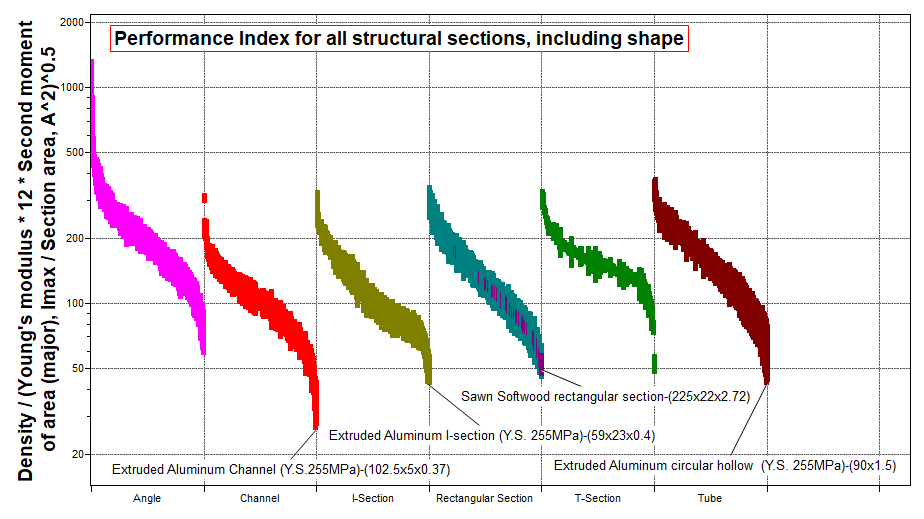 Performance Index for all structural sections, including shape
Density / (Young's modulus * 12 * Second moment
of area (major), Imax / Section area, A^2)^0.5
2000
1000
500
200
100
50
20
Sawn Softwood rectangular section-(225x22x2.72)
Extruded Aluminum I-section (Y.S. 255MPa)-(59x23x0.4)
Extruded Aluminum circular hollow (Y.S. 255MPa)-(90x1.5)
Extruded Aluminum Channel (Y.S.255MPa)-(102.5x5x0.37)
Angle
Channel
I-Section
Rectangular Section
T-Section
Tube